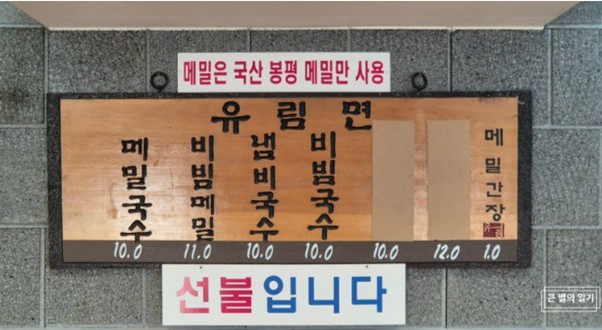 메밀은 국산 봉평 메밀만 사용
유림면
메밀국수
비빔메밀
냄비국수
비빔국수
메밀간장
10.0 11.0 10.0 10.0 10.0 12.0 1.0
선불입니다
큰 별의 일기